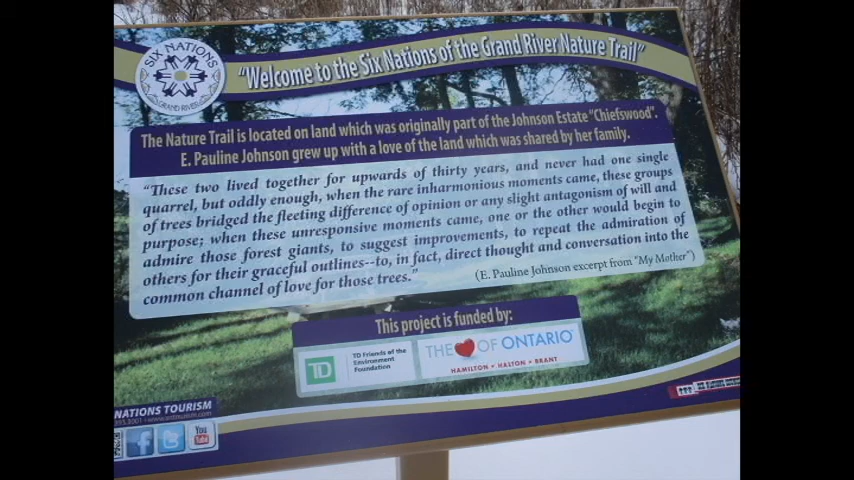 SIX NATIONS
GRAND RIVER
"Welcome to the Six Nations of the Grand River Nature Trail"
The Nature Trail is located on land which was originally part of the Johnson Estate "Chiefswood".
E. Pauline Johnson grew up with a love of the land which was shared by her family.
"These two lived together for upwards of thirty years, and never had one single
quarrel, but oddly enough, when the rare inharmonious moments came, these groups
of trees bridged the fleeting difference of opinion or any slight antagonism of will and
purpose; when these unresponsive moments came, one or the other would begin to
admire those forest giants, to suggest improvements, to repeat the admiration of
others for their graceful outlines--to, in fact, direct thought and conversation into the
common channel of love for those trees."
(E. Pauline Johnson excerpt from "My Mother")
This project is funded by:
TD
TD Friends of the
Environment
Foundation
THE OF ONTARIO
HAMILTON • HALTON • BRANT
NATIONS TOURISM
You
Tube